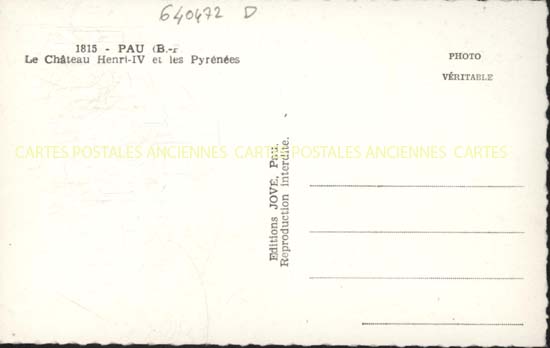 640472 D
1815 - PAU (B.-
Le Château Henri-IV et les Pyrénées
PHOTO
VÉRITABLE
CARTES POSTALES ANCIENNES CARTES POSTALES ANCIENNES CARTES
Editions JOVE, Pau.
Reproduction interdite.